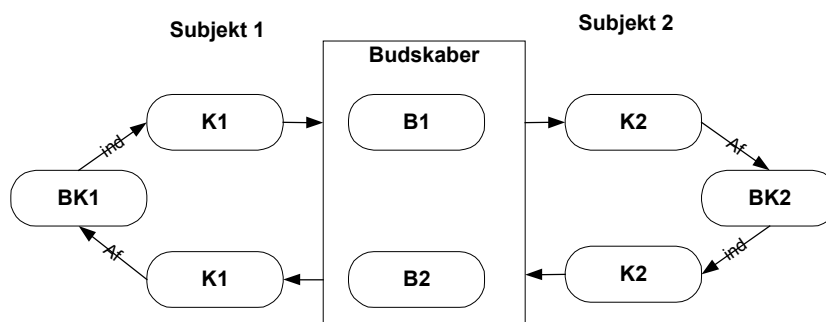 Subjekt 1
Subjekt 2
Budskaber
K1
B1
K2
ind
Af
BK1
BK2
Af
ind
K1
B2
K2